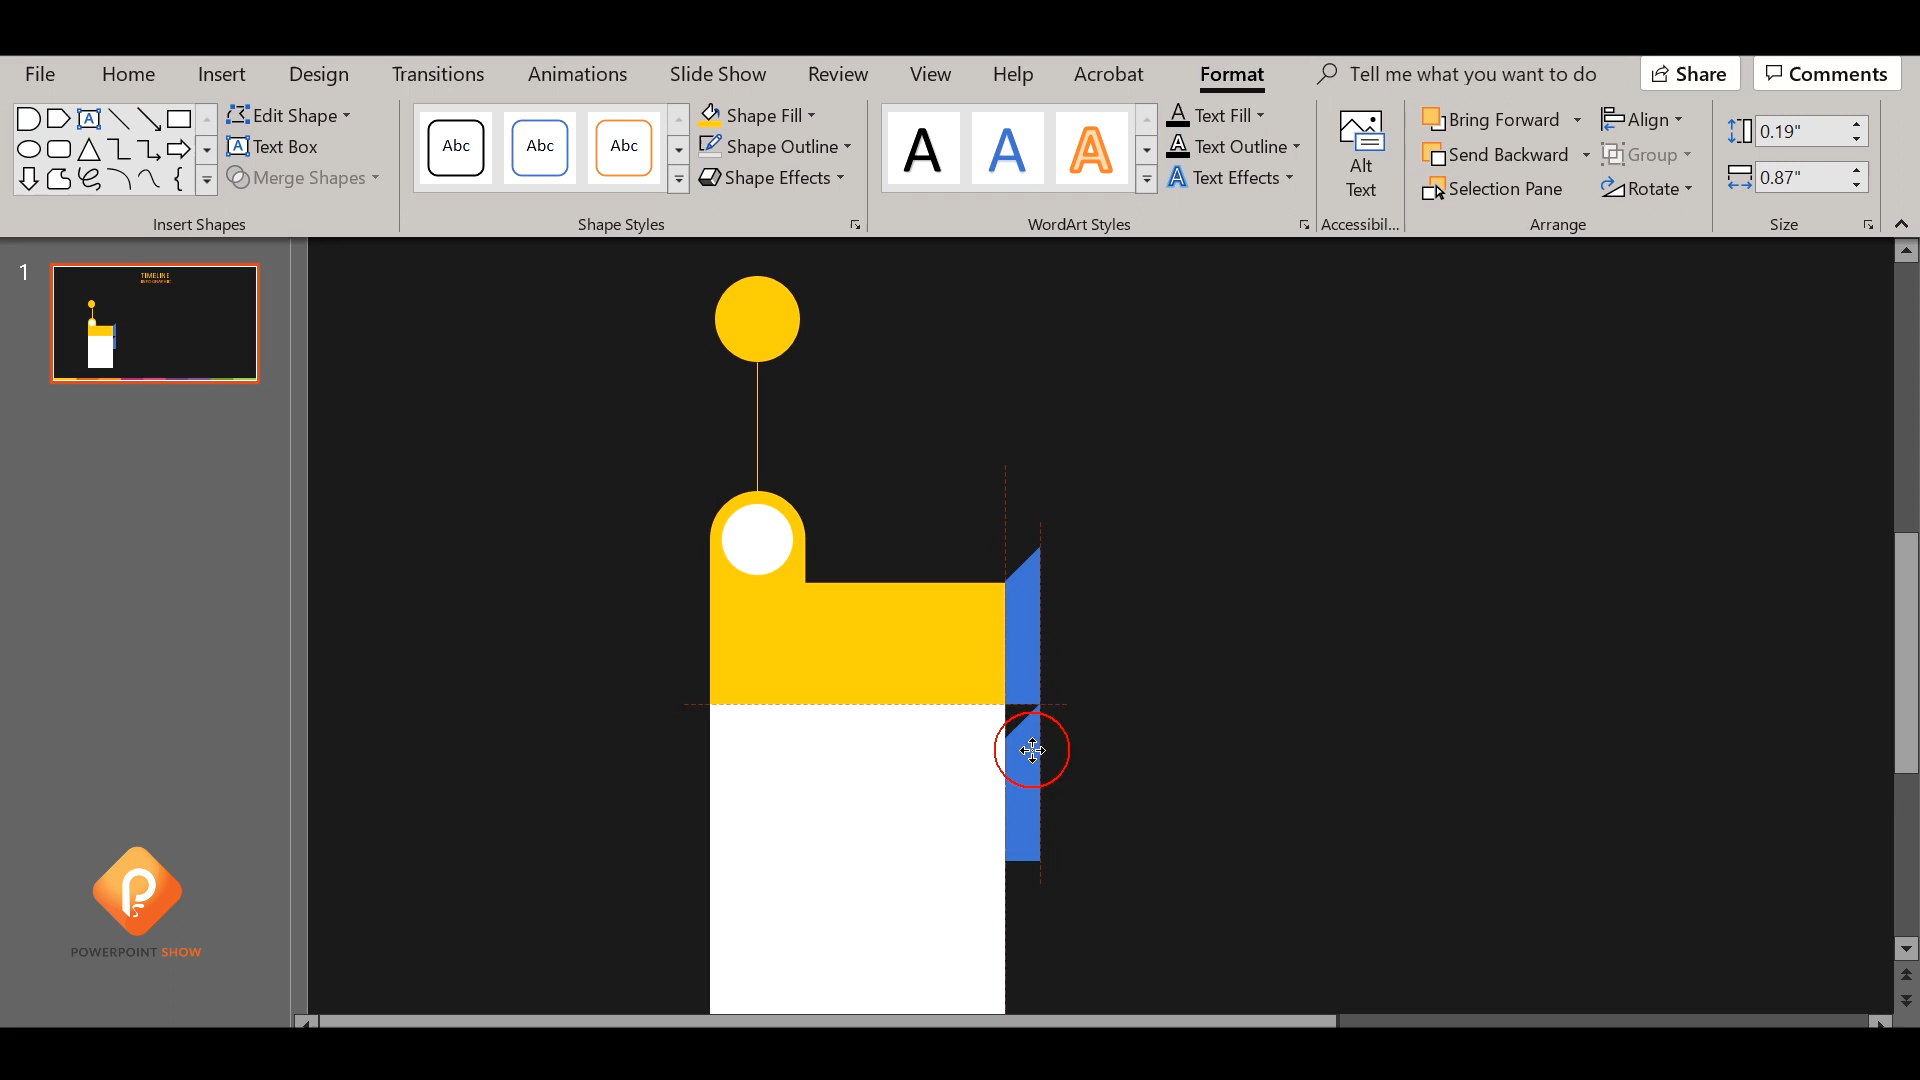 File Home Insert Design Transitions Animations Slide Show Review View Help Acrobat Format Tell me what you want to do Share Comments
Edit Shape
Text Box
Merge Shapes
Insert Shapes
Abc Abc Abc
Shape Fill
Shape Outline
Shape Effects
Shape Styles
A A A
Text Fill
Text Outline
Text Effects
WordArt Styles
Alt
Text
Accessibil...
Bring Forward
Send Backward
Selection Pane
Align
Group
Rotate
Arrange
0.19"
0.87"
Size
1
TIMELINE
INFOGRAPHIC
POWERPOINT SHOW